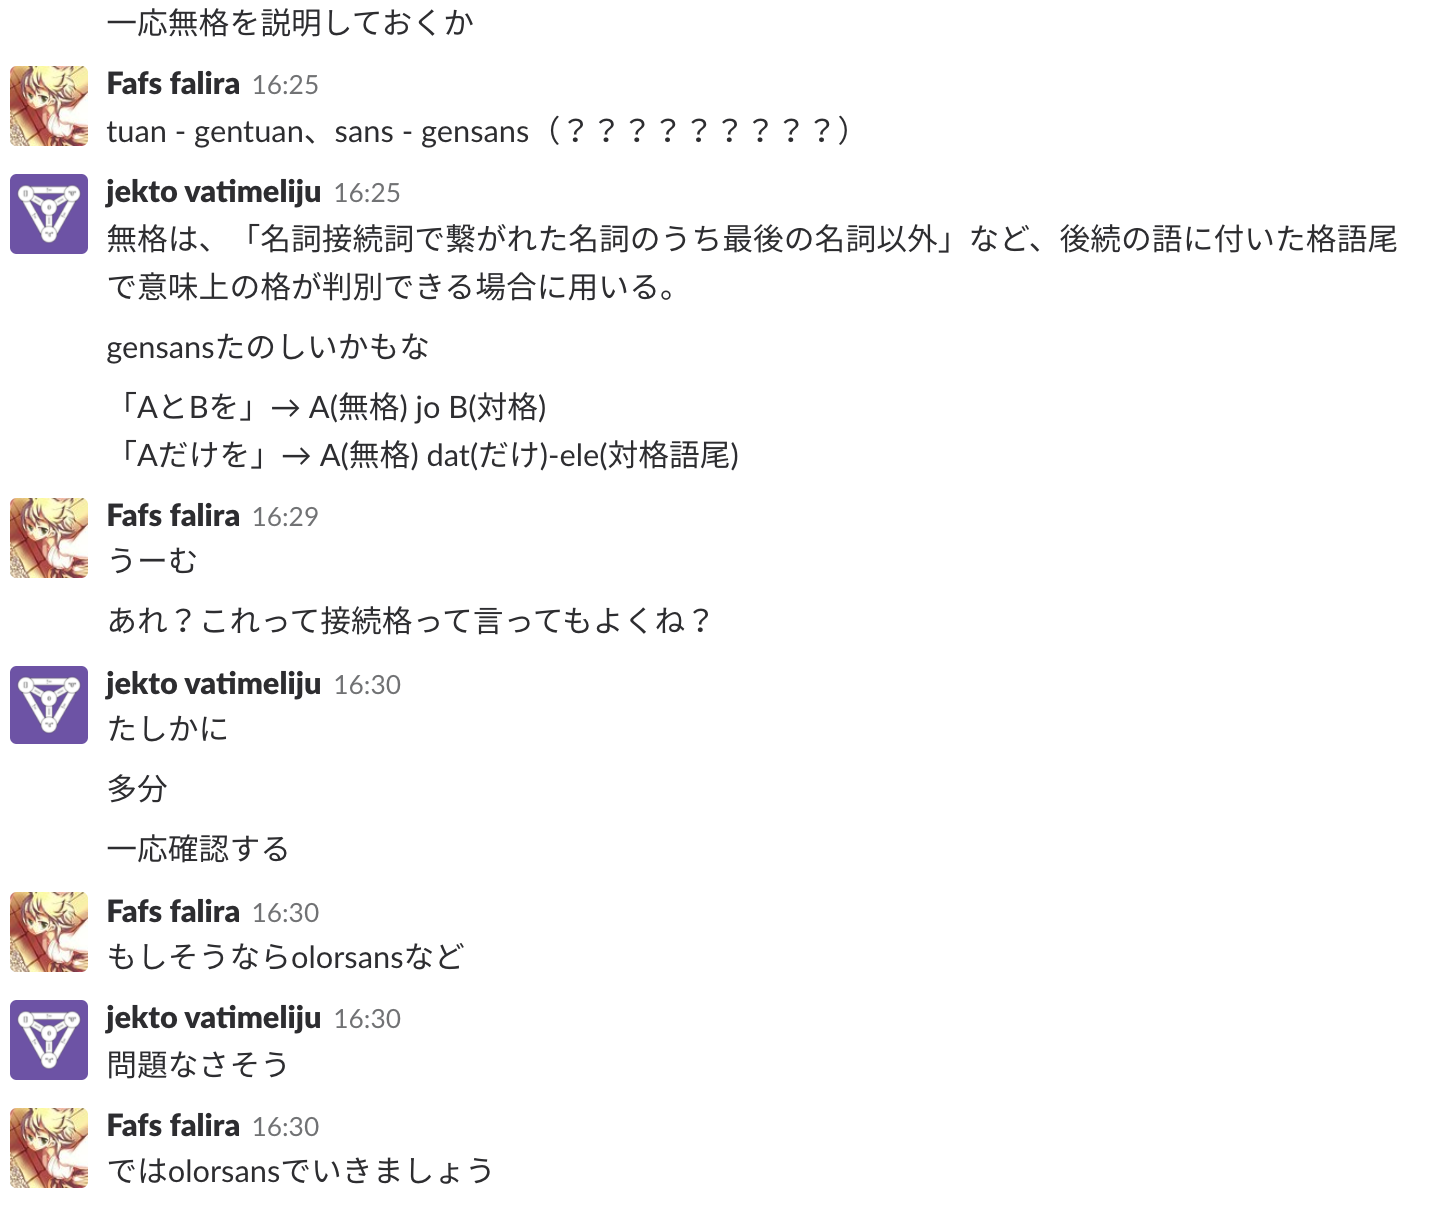 一応無格を説明しておくか
Fafs falira 16:25
tuan - gentuan、sans - gensans（？？？？？？？？？）
jekto vatimeliju 16:25
無格は、「名詞接続詞で繋がれた名詞のうち最後の名詞以外」など、後続の語に付いた格語尾
で意味上の格が判別できる場合に用いる。
gensansたのしいかもな
「AとBを」→ A(無格) jo B(対格)
「Aだけを」→ A(無格) dat(だけ)-ele(対格語尾)
Fafs falira 16:29
うーむ
あれ？これって接続格って言ってもよくね？
jekto vatimeliju 16:30
たしかに
多分
一応確認する
Fafs falira 16:30
もしそうならolorsansなど
jekto vatimeliju 16:30
問題なさそう
Fafs falira 16:30
ではolorsansでいきましょう